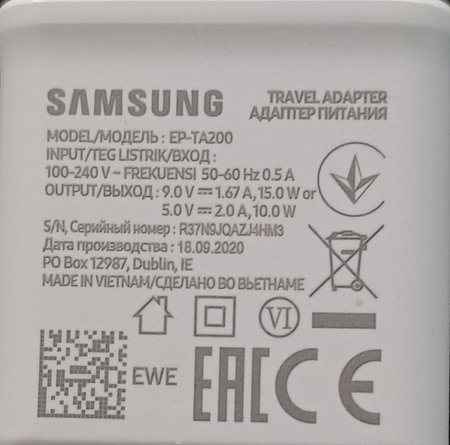 SAMSUNG
TRAVEL ADAPTER
АДАПТЕР ПИТАНИЯ
MODEL/МОДЕЛЬ : EP-TA200
INPUT/TEG LISTRIK/ВХОД :
100-240 V ~ FREKUENSI 50-60 Hz 0.5 A
OUTPUT/ВЫХОД : 9.0 V ⎓ 1.67 A, 15.0 W or
5.0 V ⎓ 2.0 A, 10.0 W
S/N, Серийный номер : R37N9JQAZJ4HM3
Дата производства : 18.09.2020
PO Box 12987, Dublin, IE
MADE IN VIETNAM/СДЕЛАНО ВО ВЬЕТНАМЕ
VI
EWE
EAC CE